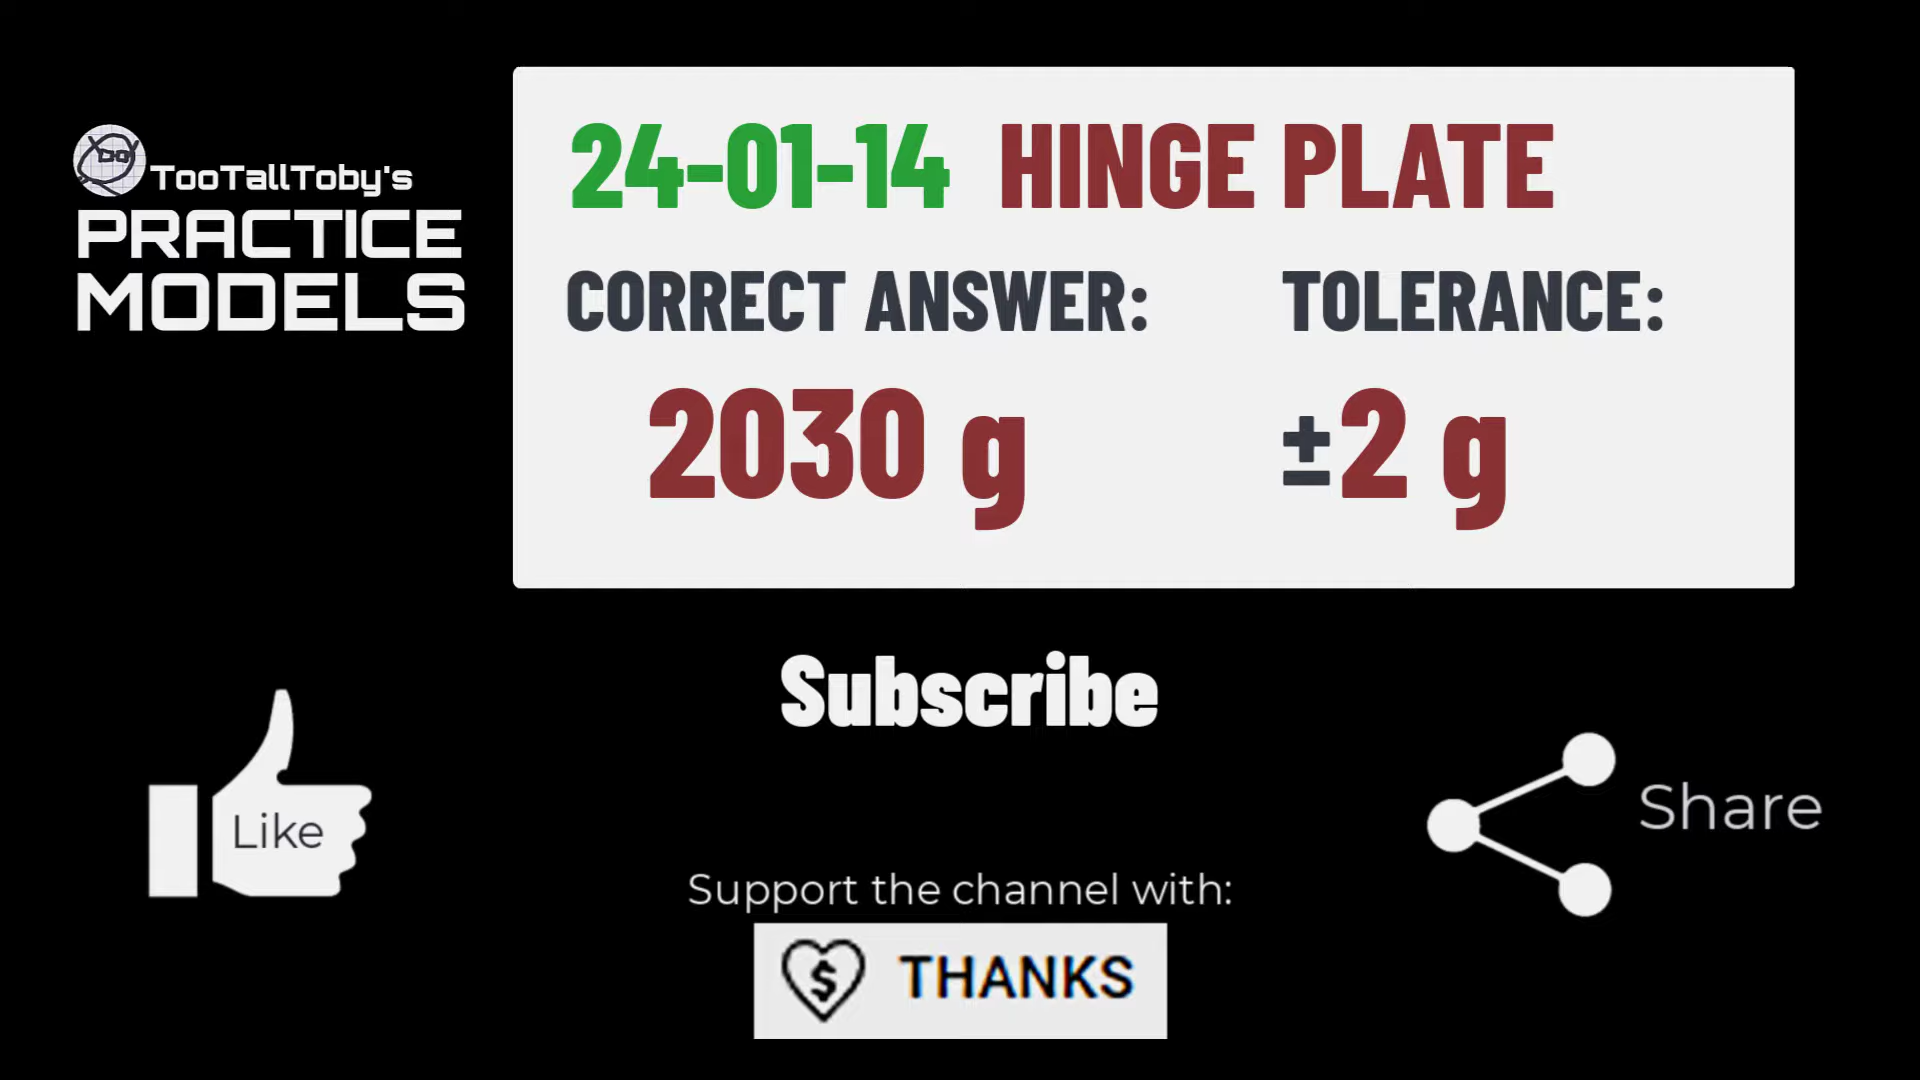 TooTallToby's
PRACTICE
MODELS
24-01-14 HINGE PLATE
CORRECT ANSWER: TOLERANCE:
2030 g ±2 g
Subscribe
Like
Share
Support the channel with:
$ THANKS